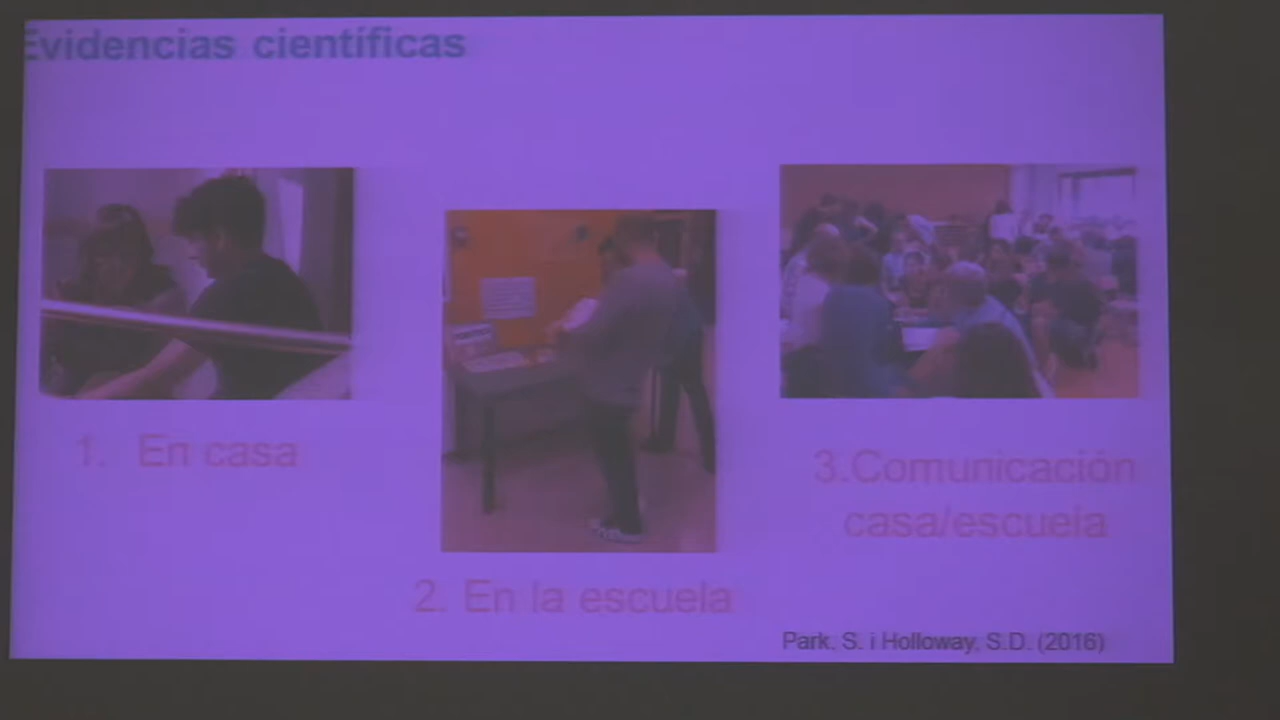 Evidencias científicas
1. En casa
2. En la escuela
3.Comunicación
casa/escuela
Park, S. i Holloway, S.D. (2016)